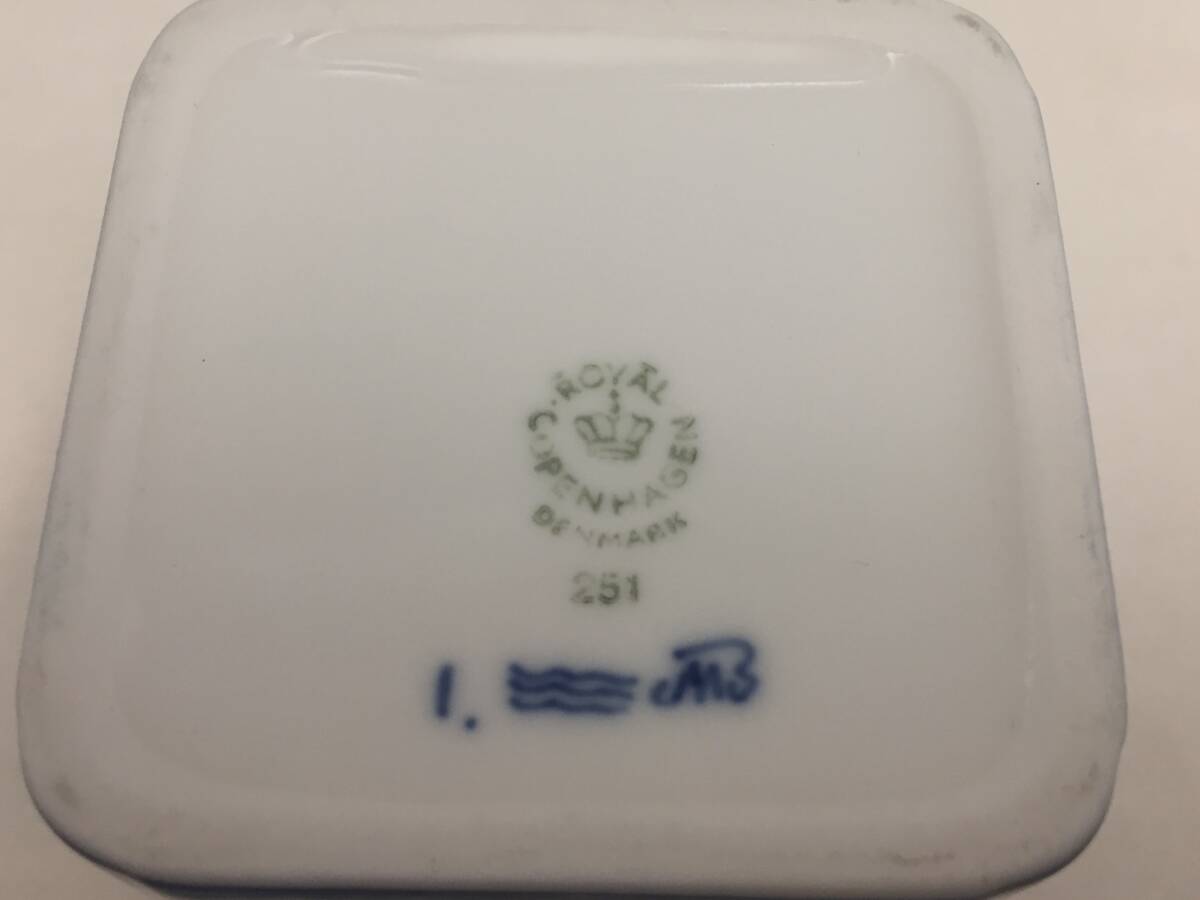 ROYAL
COPENHAGEN
DENMARK
251
1.